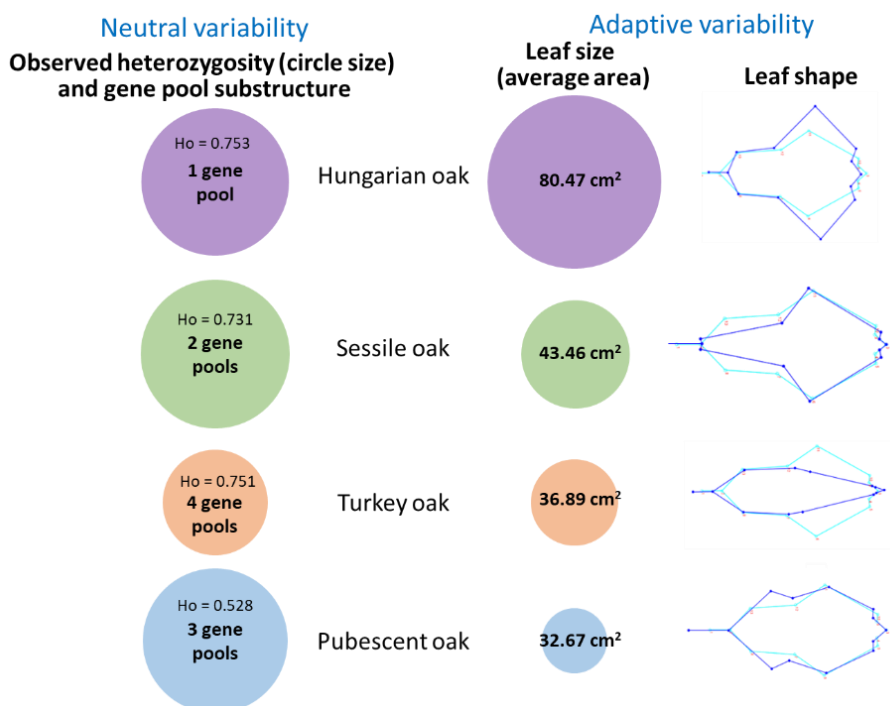 Neutral variability
Adaptive variability
Observed heterozygosity (circle size)
and gene pool substructure
Leaf size
(average area)
Leaf shape
Ho = 0.753
1 gene
pool
Hungarian oak
80.47 cm²
Ho = 0.731
2 gene
pools
Sessile oak
43.46 cm²
Ho = 0.751
4 gene
pools
Turkey oak
36.89 cm²
Ho = 0.528
3 gene
pools
Pubescent oak
32.67 cm²